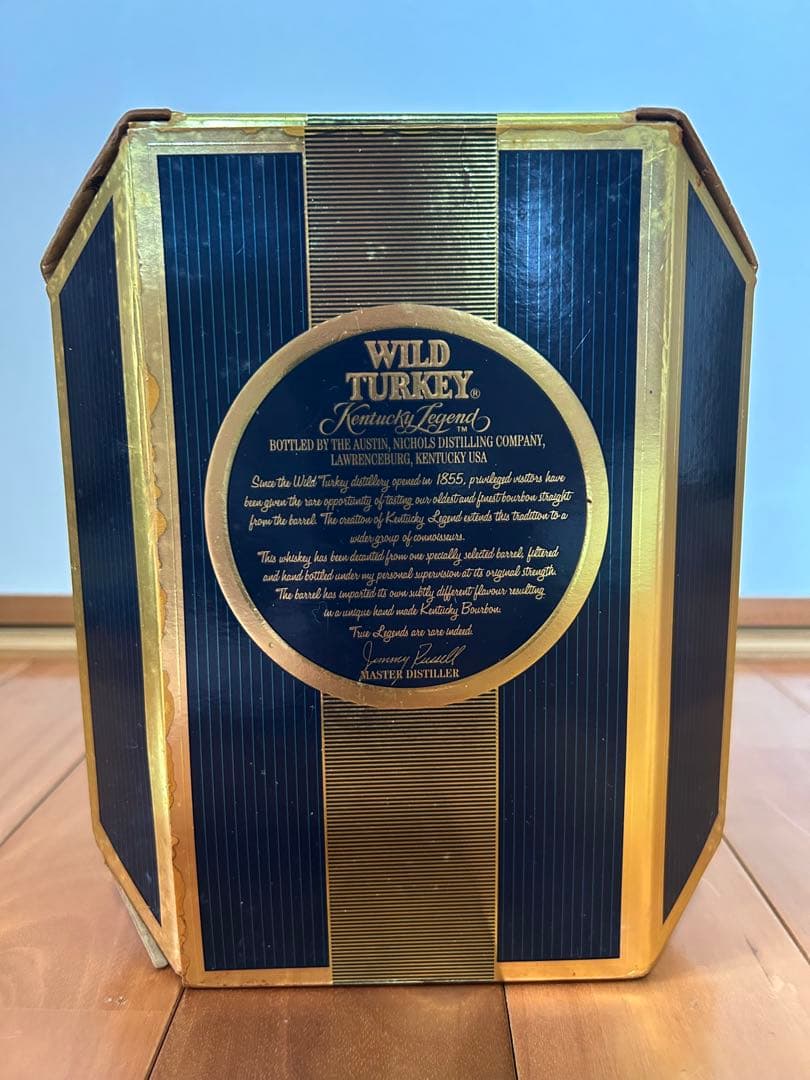 WILD
TURKEY®
Kentucky Legend™
BOTTLED BY THE AUSTIN, NICHOLS DISTILLING COMPANY,
LAWRENCEBURG, KENTUCKY USA
Since the Wild Turkey distillery opened in 1855, privileged visitors have
been given the rare opportunity of tasting our oldest and finest bourbon straight
from the barrel. The creation of Kentucky Legend extends this tradition to a
wider group of connoisseurs.
This whiskey has been decanted from one specially selected barrel, filtered
and hand bottled under my personal supervision at its original strength.
The barrel has imparted its own subtly different flavour resulting
in a unique hand made Kentucky Bourbon.
True Legends are rare indeed.
Jimmy Russell
MASTER DISTILLER